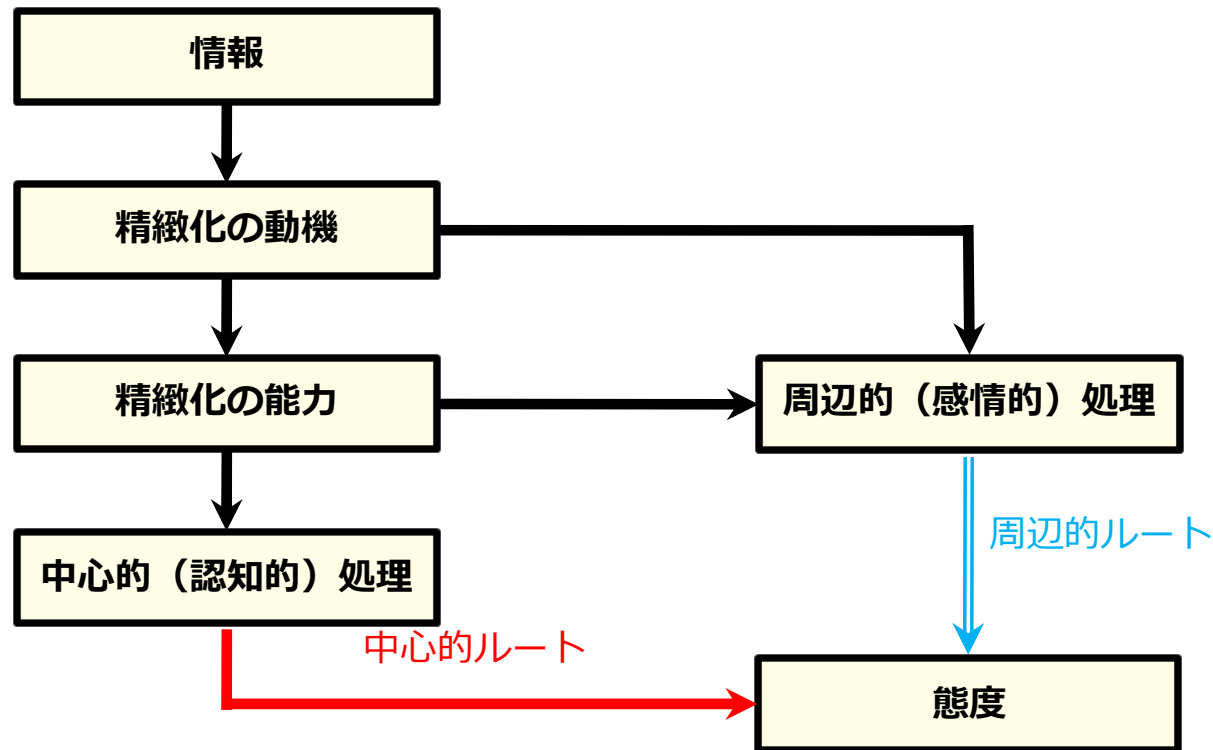 情報
精緻化の動機
精緻化の能力
周辺的（感情的）処理
周辺的ルート
中心的（認知的）処理
中心的ルート
態度